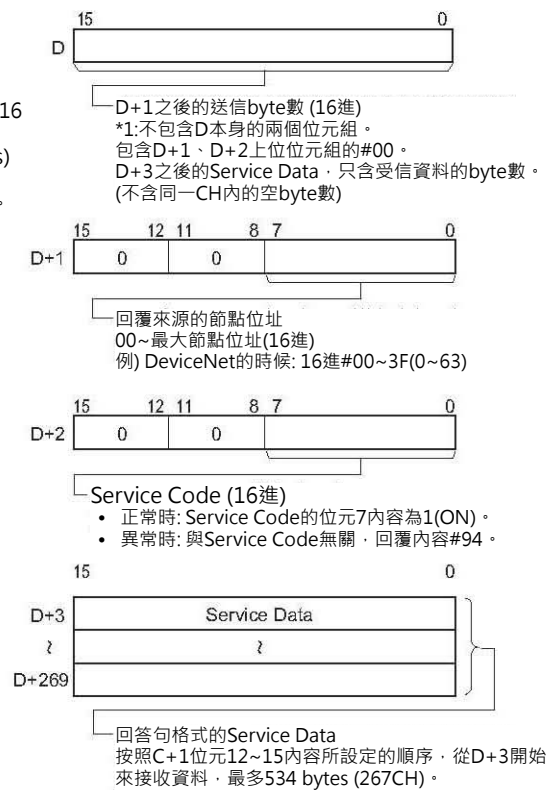 15 0
D
16
s)
。
D+1之後的送信byte數 (16進)
*1:不包含D本身的兩個位元組。
包含D+1、D+2上位位元組的#00。
D+3之後的Service Data，只含受信資料的byte數。
(不含同一CH內的空byte數)
15 12 11 8 7 0
D+1 0 0
回覆來源的節點位址
00~最大節點位址(16進)
例) DeviceNet的時候: 16進#00~3F(0~63)
15 12 11 8 7 0
D+2 0 0
Service Code (16進)
• 正常時: Service Code的位元7內容為1(ON)。
• 異常時: 與Service Code無關，回覆內容#94。
15 0
D+3 Service Data
~ ~
D+269
回答句格式的Service Data
按照C+1位元12~15內容所設定的順序，從D+3開始
來接收資料，最多534 bytes (267CH)。